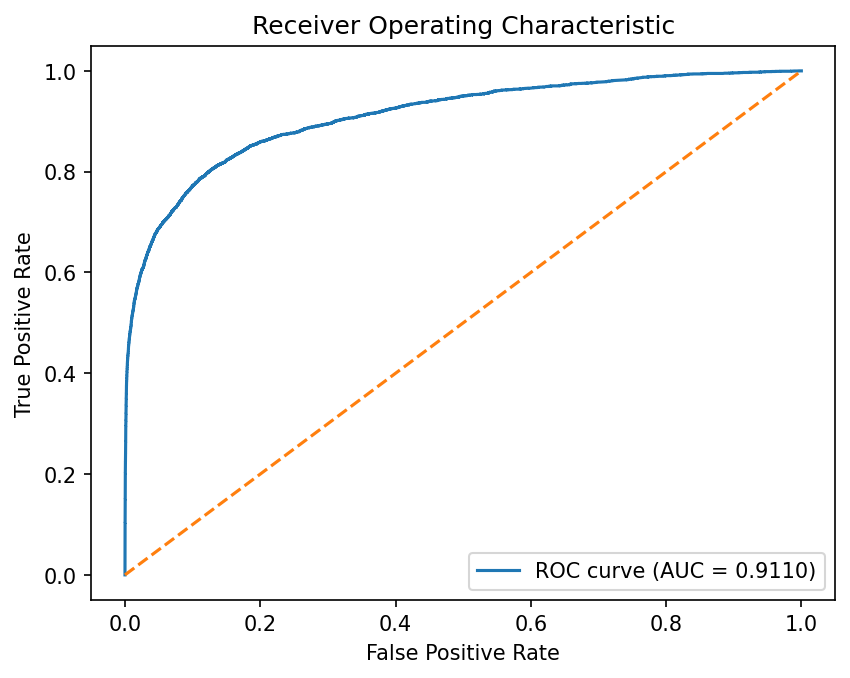 Receiver Operating Characteristic
1.0
0.8
0.6
0.4
0.2
0.0
True Positive Rate
ROC curve (AUC = 0.9110)
0.0 0.2 0.4 0.6 0.8 1.0
False Positive Rate